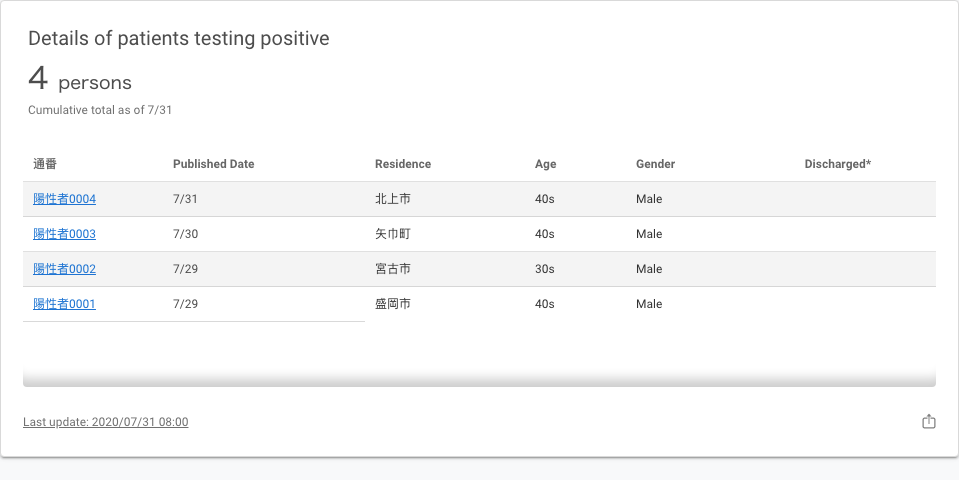 Details of patients testing positive
4 persons
Cumulative total as of 7/31
通番 Published Date Residence Age Gender Discharged*
陽性者0004 7/31 北上市 40s Male
陽性者0003 7/30 矢巾町 40s Male
陽性者0002 7/29 宮古市 30s Male
陽性者0001 7/29 盛岡市 40s Male
Last update: 2020/07/31 08:00